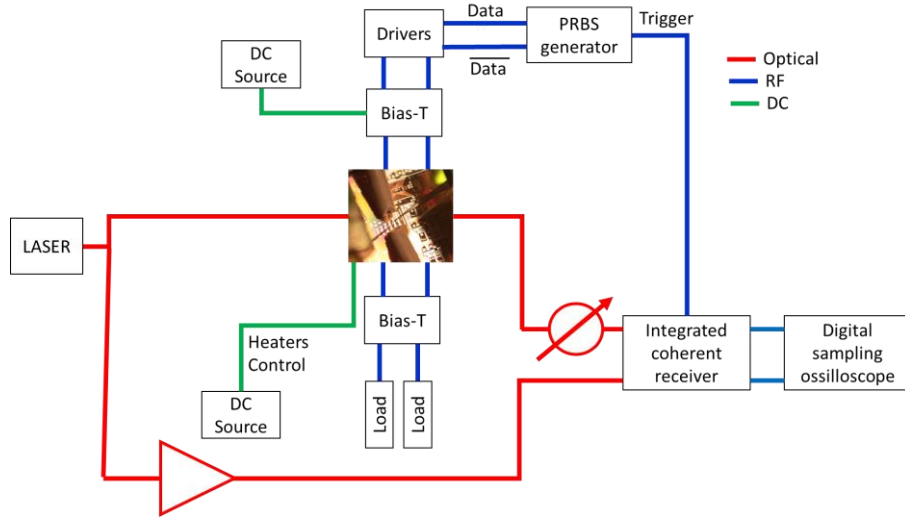 Data
Drivers
PRBS
generator
Trigger
Data
DC
Source
Bias-T
Optical
RF
DC
LASER
Bias-T
Heaters
Control
Integrated
coherent
receiver
Digital
sampling
ossilloscope
DC
Source
Load
Load